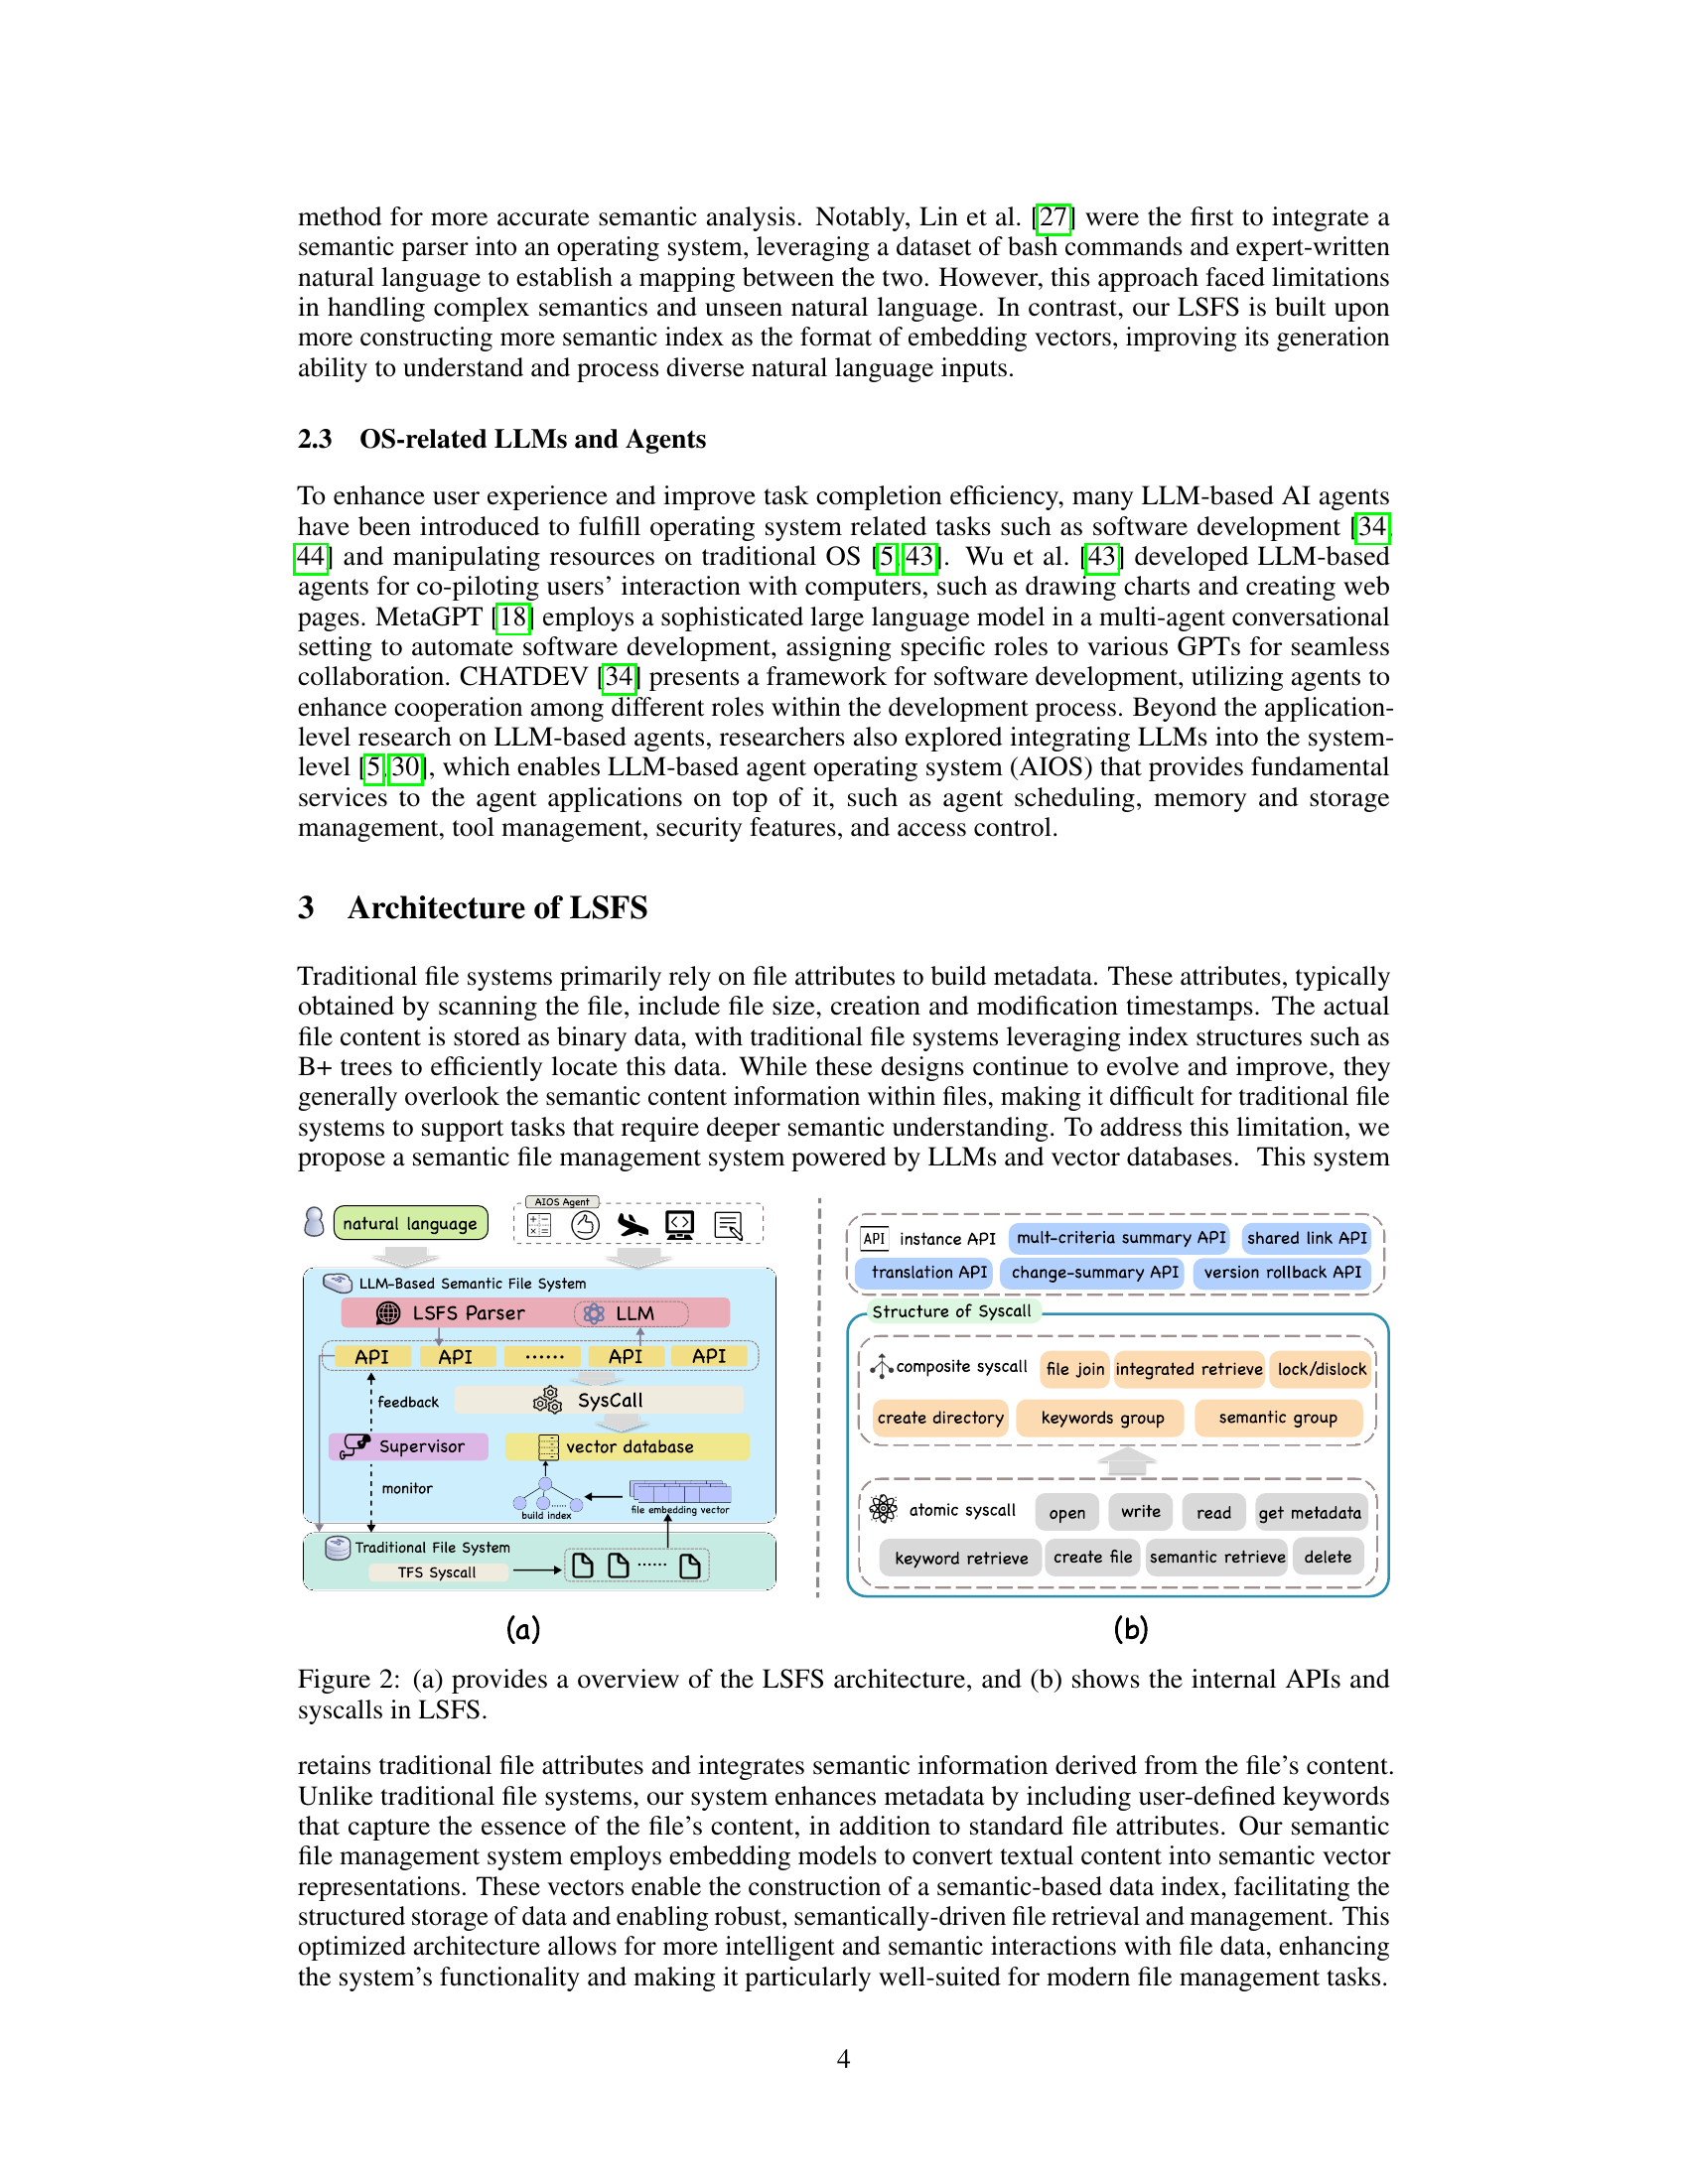 method for more accurate semantic analysis. Notably, Lin et al. [27] were the first to integrate a
semantic parser into an operating system, leveraging a dataset of bash commands and expert-written
natural language to establish a mapping between the two. However, this approach faced limitations
in handling complex semantics and unseen natural language. In contrast, our LSFS is built upon
more constructing more semantic index as the format of embedding vectors, improving its generation
ability to understand and process diverse natural language inputs.
2.3 OS-related LLMs and Agents
To enhance user experience and improve task completion efficiency, many LLM-based AI agents
have been introduced to fulfill operating system related tasks such as software development [34,
44] and manipulating resources on traditional OS [5, 43]. Wu et al. [43] developed LLM-based
agents for co-piloting users' interaction with computers, such as drawing charts and creating web
pages. MetaGPT [18] employs a sophisticated large language model in a multi-agent conversational
setting to automate software development, assigning specific roles to various GPTs for seamless
collaboration. CHATDEV [34] presents a framework for software development, utilizing agents to
enhance cooperation among different roles within the development process. Beyond the application-
level research on LLM-based agents, researchers also explored integrating LLMs into the system-
level [5, 30], which enables LLM-based agent operating system (AIOS) that provides fundamental
services to the agent applications on top of it, such as agent scheduling, memory and storage
management, tool management, security features, and access control.
3 Architecture of LSFS
Traditional file systems primarily rely on file attributes to build metadata. These attributes, typically
obtained by scanning the file, include file size, creation and modification timestamps. The actual
file content is stored as binary data, with traditional file systems leveraging index structures such as
B+ trees to efficiently locate this data. While these designs continue to evolve and improve, they
generally overlook the semantic content information within files, making it difficult for traditional file
systems to support tasks that require deeper semantic understanding. To address this limitation, we
propose a semantic file management system powered by LLMs and vector databases. This system
natural language
AIOS Agent
LLM-Based Semantic File System
LSFS Parser
LLM
API API ...... API API
feedback
SysCall
Supervisor
vector database
monitor
build index
file embedding vector
Traditional File System
TFS Syscall
......
(a)
API instance API mult-criteria summary API shared link API
translation API change-summary API version rollback API
Structure of Syscall
composite syscall file join integrated retrieve lock/dislock
create directory keywords group semantic group
atomic syscall open write read get metadata
keyword retrieve create file semantic retrieve delete
(b)
Figure 2: (a) provides a overview of the LSFS architecture, and (b) shows the internal APIs and
syscalls in LSFS.
retains traditional file attributes and integrates semantic information derived from the file's content.
Unlike traditional file systems, our system enhances metadata by including user-defined keywords
that capture the essence of the file's content, in addition to standard file attributes. Our semantic
file management system employs embedding models to convert textual content into semantic vector
representations. These vectors enable the construction of a semantic-based data index, facilitating the
structured storage of data and enabling robust, semantically-driven file retrieval and management. This
optimized architecture allows for more intelligent and semantic interactions with file data, enhancing
the system's functionality and making it particularly well-suited for modern file management tasks.
4